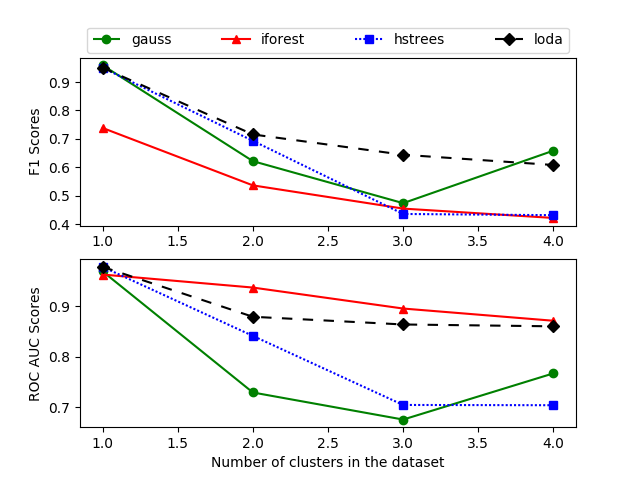 gauss iforest hstrees loda
F1 Scores
0.9
0.8
0.7
0.6
0.5
0.4
1.0 1.5 2.0 2.5 3.0 3.5 4.0
ROC AUC Scores
0.9
0.8
0.7
1.0 1.5 2.0 2.5 3.0 3.5 4.0
Number of clusters in the dataset